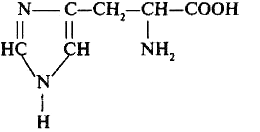 N — C—CH₂—CH—COOH
HC CH NH₂
N
H